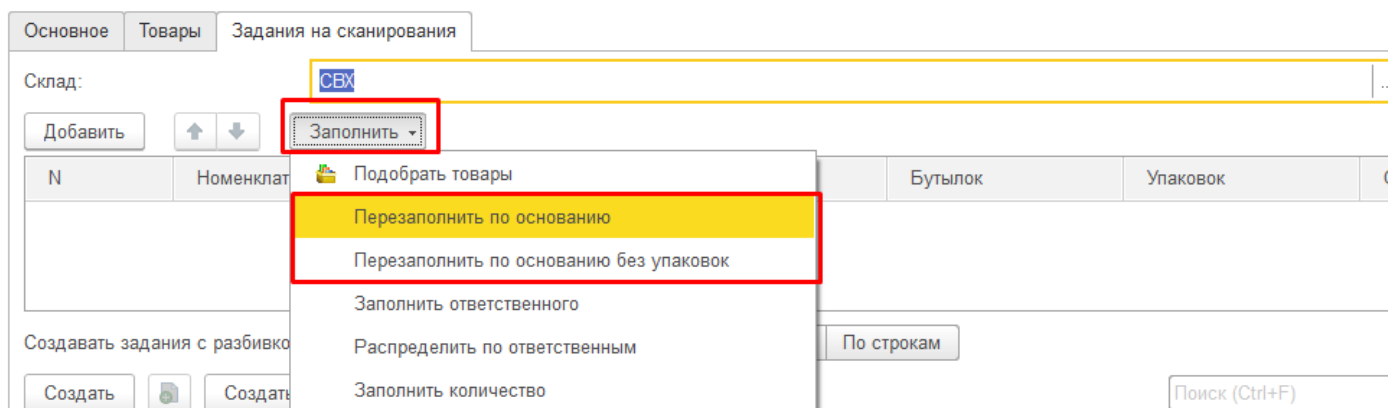 Основное Товары Задания на сканирования
Склад: СВХ ...
Добавить Заполнить
N Номенклат Бутылок Упаковок
Подобрать товары
Перезаполнить по основанию
Перезаполнить по основанию без упаковок
Заполнить ответственного
Создавать задания с разбивко Распределить по ответственным По строкам
Создать Создать Заполнить количество Поиск (Ctrl+F)